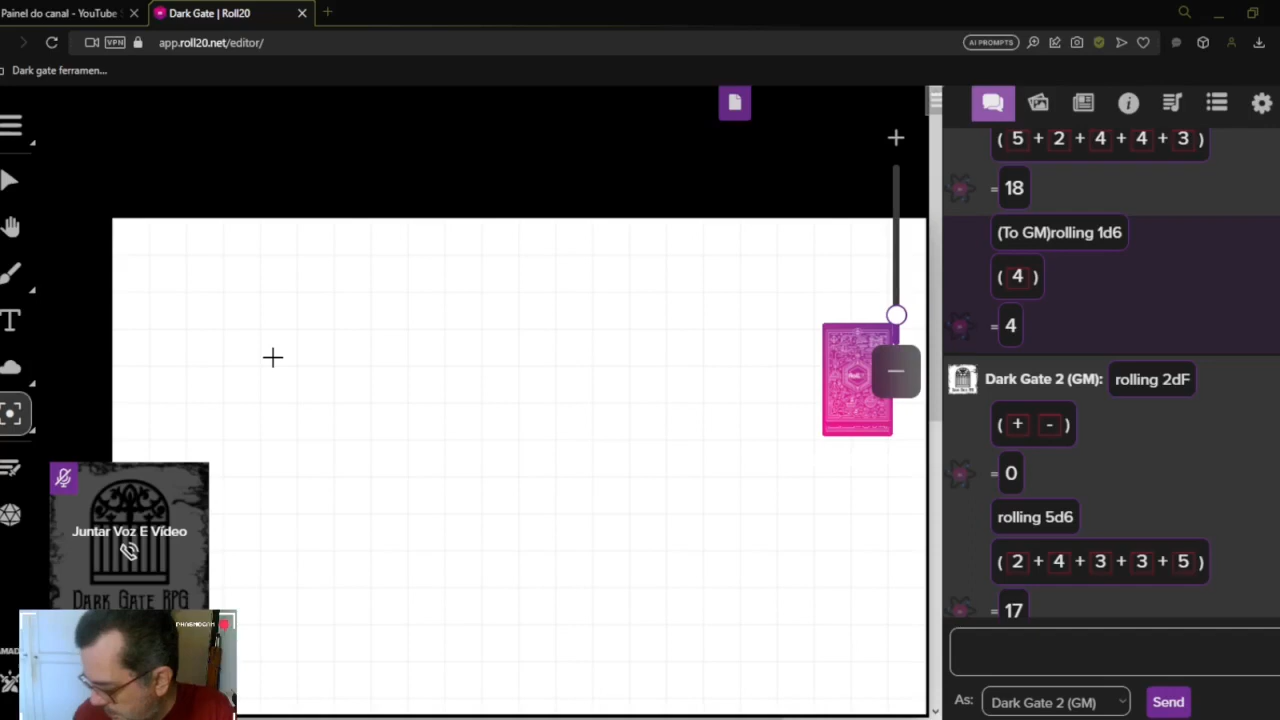 Painel do canal - YouTube
Dark Gate | Roll20
VPN
app.roll20.net/editor/
AI PROMPTS
Dark gate ferramen...
( 5 + 2 + 4 + 4 + 3 )
= 18
(To GM)rolling 1d6
( 4 )
= 4
Dark Gate 2 (GM): rolling 2dF
( + - )
= 0
rolling 5d6
( 2 + 4 + 3 + 3 + 5 )
= 17
Juntar Voz E Vídeo
DARK GATE RPG
As: Dark Gate 2 (GM) Send